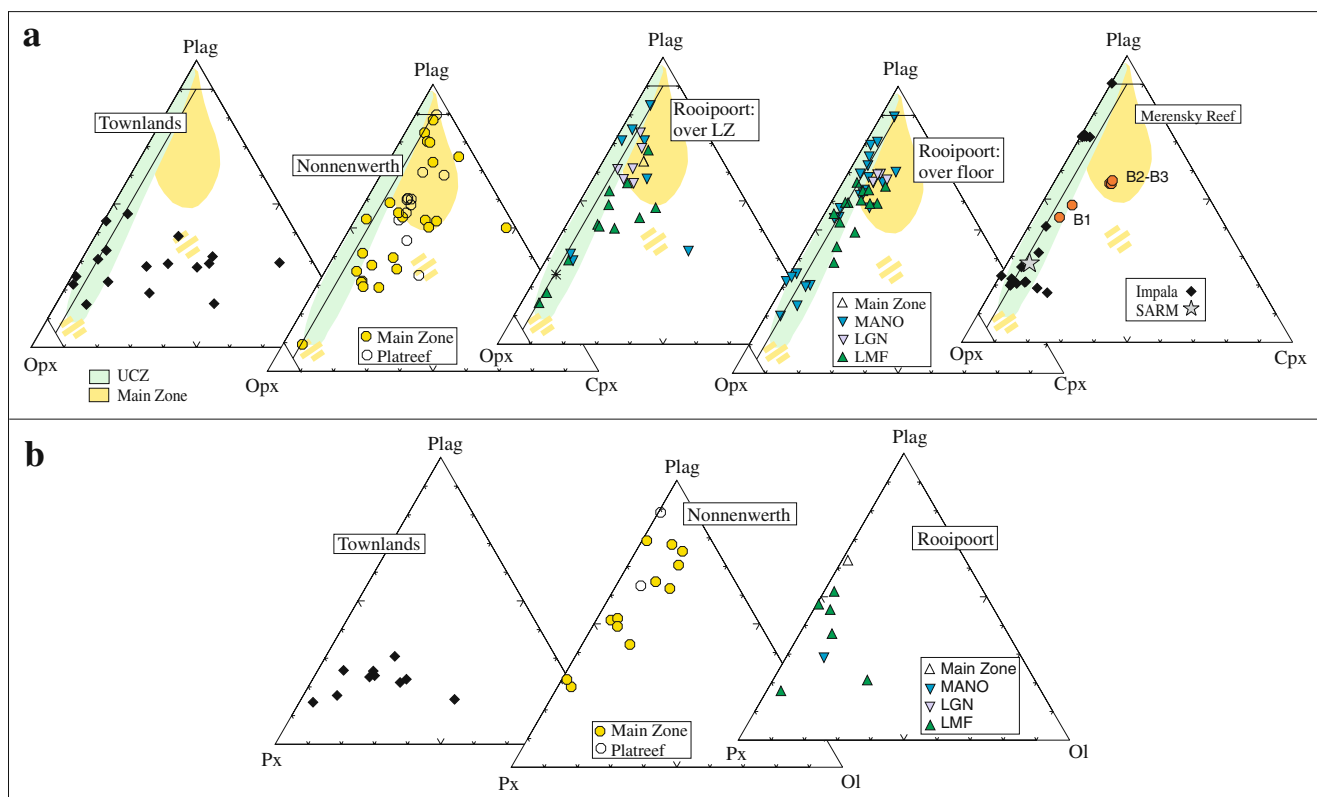 a
Plag
Townlands
Opx
UCZ
Main Zone
Plag
Nonnenwerth
Main Zone
Platreef
Opx
Plag
Rooipoort:
over LZ
Opx
Cpx
Plag
Rooipoort:
over floor
Main Zone
MANO
LGN
LMF
Opx
Cpx
Plag
Merensky Reef
B2-B3
B1
Impala
SARM
Opx
Cpx
b
Plag
Townlands
Px
Plag
Nonnenwerth
Main Zone
Platreef
Px
Ol
Plag
Rooipoort
Main Zone
MANO
LGN
LMF
Px
Ol